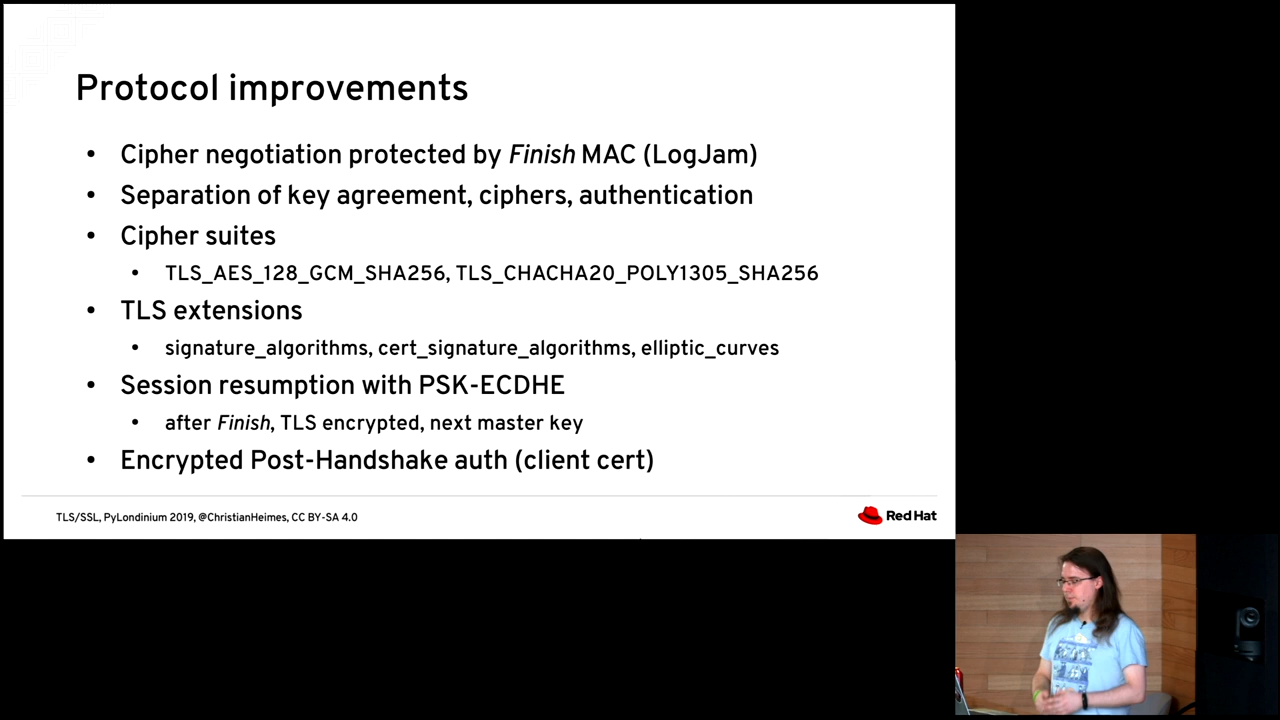 Protocol improvements
• Cipher negotiation protected by Finish MAC (LogJam)
• Separation of key agreement, ciphers, authentication
• Cipher suites
• TLS_AES_128_GCM_SHA256, TLS_CHACHA20_POLY1305_SHA256
• TLS extensions
• signature_algorithms, cert_signature_algorithms, elliptic_curves
• Session resumption with PSK-ECDHE
• after Finish, TLS encrypted, next master key
• Encrypted Post-Handshake auth (client cert)
TLS/SSL, PyLondinium 2019, @ChristianHeimes, CC BY-SA 4.0
Red Hat